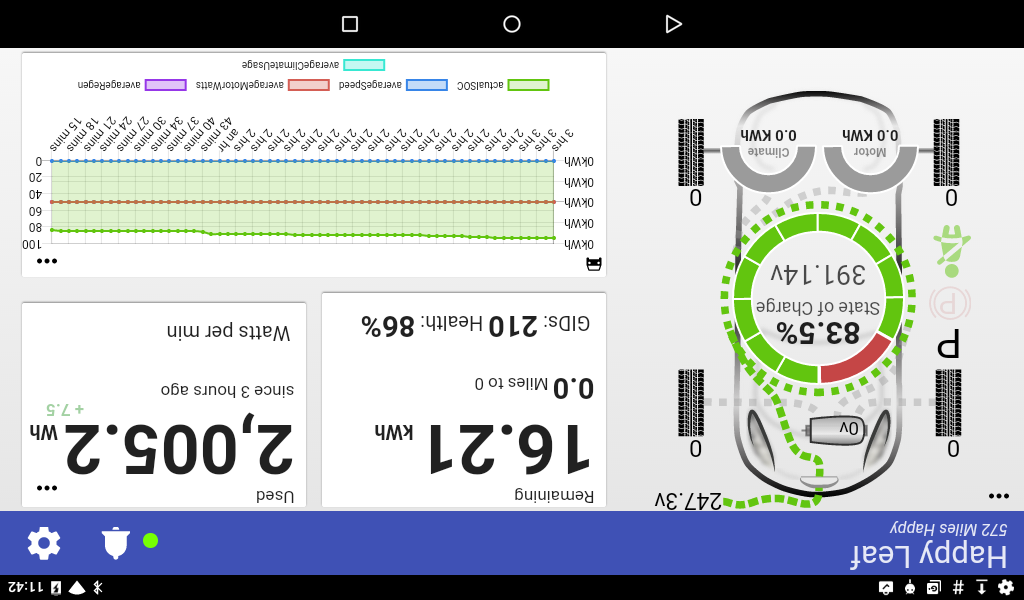 11:42
Happy Leaf
572 Miles Happy
247.3v
0
0
0v
P
(P)
83.5%
State of Charge
391.14v
0
0
Motor
0.0 KWh
Climate
0.0 KWh
Remaining
16.21 kWh
0.0 Miles to 0
GIDs: 210 Health: 86%
Used
2,005.2 Wh
+ 7.5
since 3 hours ago
Watts per min
0kWh
0kWh
0kWh
0kWh
0kWh
100
80
60
40
20
0
3 hrs
3 hrs
3 hrs
2 hrs
2 hrs
2 hrs
2 hrs
2 hrs
2 hrs
2 hrs
2 hrs
2 hrs
2 hrs
2 hrs
2 hrs
2 hrs
an hr
43 mins
40 mins
37 mins
34 mins
30 mins
27 mins
24 mins
21 mins
18 mins
15 mins
actualSOC
averageSpeed
averageMotorWatts
averageRegen
averageClimateUsage